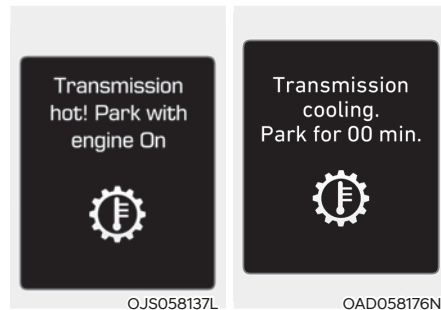 Transmission
hot! Park with
engine On
OJS058137L
Transmission
cooling.
Park for 00 min.
OAD058176N